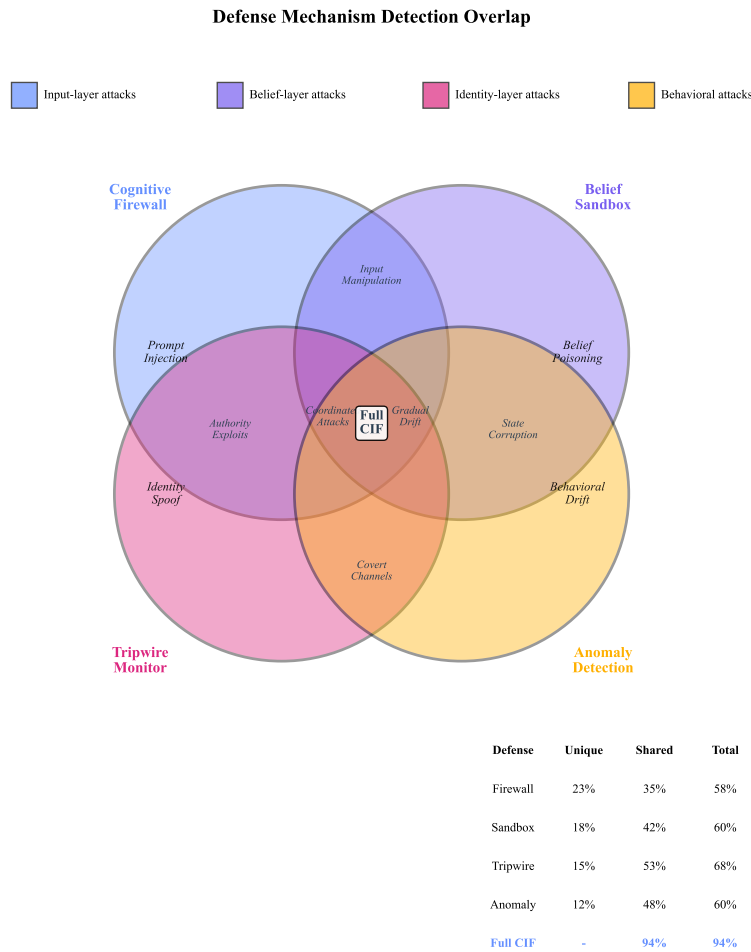 Defense Mechanism Detection Overlap
Input-layer attacks
Belief-layer attacks
Identity-layer attacks
Behavioral attacks
Cognitive
Firewall
Belief
Sandbox
Input
Manipulation
Prompt
Injection
Belief
Poisoning
Authority
Exploits
Coordinate
Attacks
Full
CIF
Gradual
Drift
State
Corruption
Identity
Spoof
Behavioral
Drift
Covert
Channels
Tripwire
Monitor
Anomaly
Detection
Defense Unique Shared Total
Firewall 23% 35% 58%
Sandbox 18% 42% 60%
Tripwire 15% 53% 68%
Anomaly 12% 48% 60%
Full CIF - 94% 94%